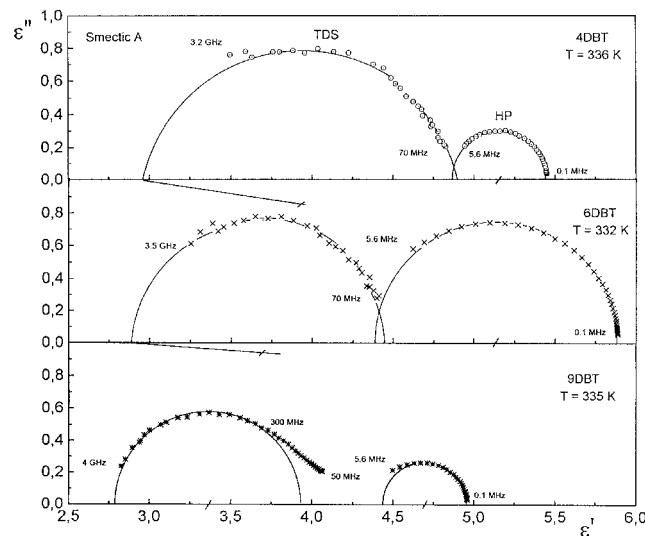 ε"
1,0
0,8
0,6
0,4
0,2
0,0
Smectic A
3.2 GHz
TDS
4DBT
T = 336 K
HP
70 MHz
5.6 MHz
0.1 MHz
0,8
0,6
0,4
0,2
0,0
3.5 GHz
5.6 MHz
6DBT
T = 332 K
70 MHz
0.1 MHz
0,8
0,6
0,4
0,2
0,0
9DBT
T = 335 K
300 MHz
4 GHz
50 MHz
5.6 MHz
0.1 MHz
2,5 3,0 3,5 4,0 4,5 5,0 5,5 6,0
ε'